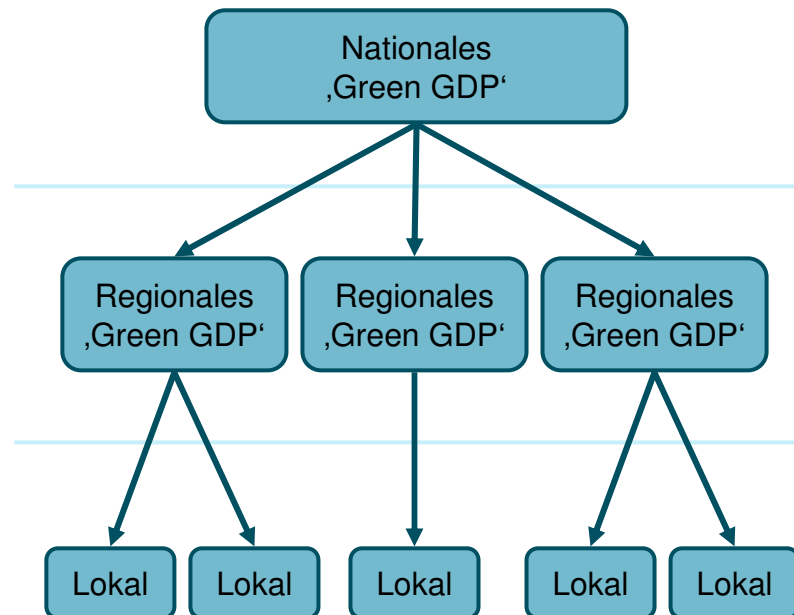 Nationales
‚Green GDP‘
Regionales
‚Green GDP‘
Regionales
‚Green GDP‘
Regionales
‚Green GDP‘
Lokal
Lokal
Lokal
Lokal
Lokal